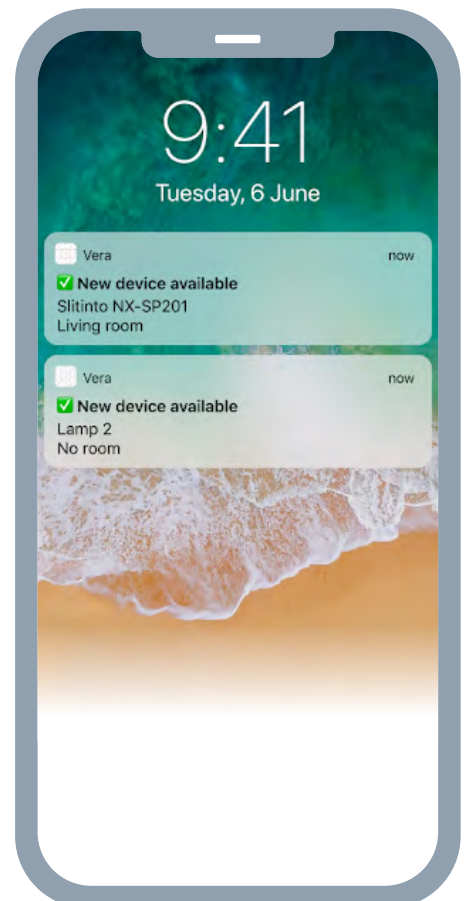 9:41
Tuesday, 6 June
Vera now
✅ New device available
Slitinto NX-SP201
Living room
Vera now
✅ New device available
Lamp 2
No room